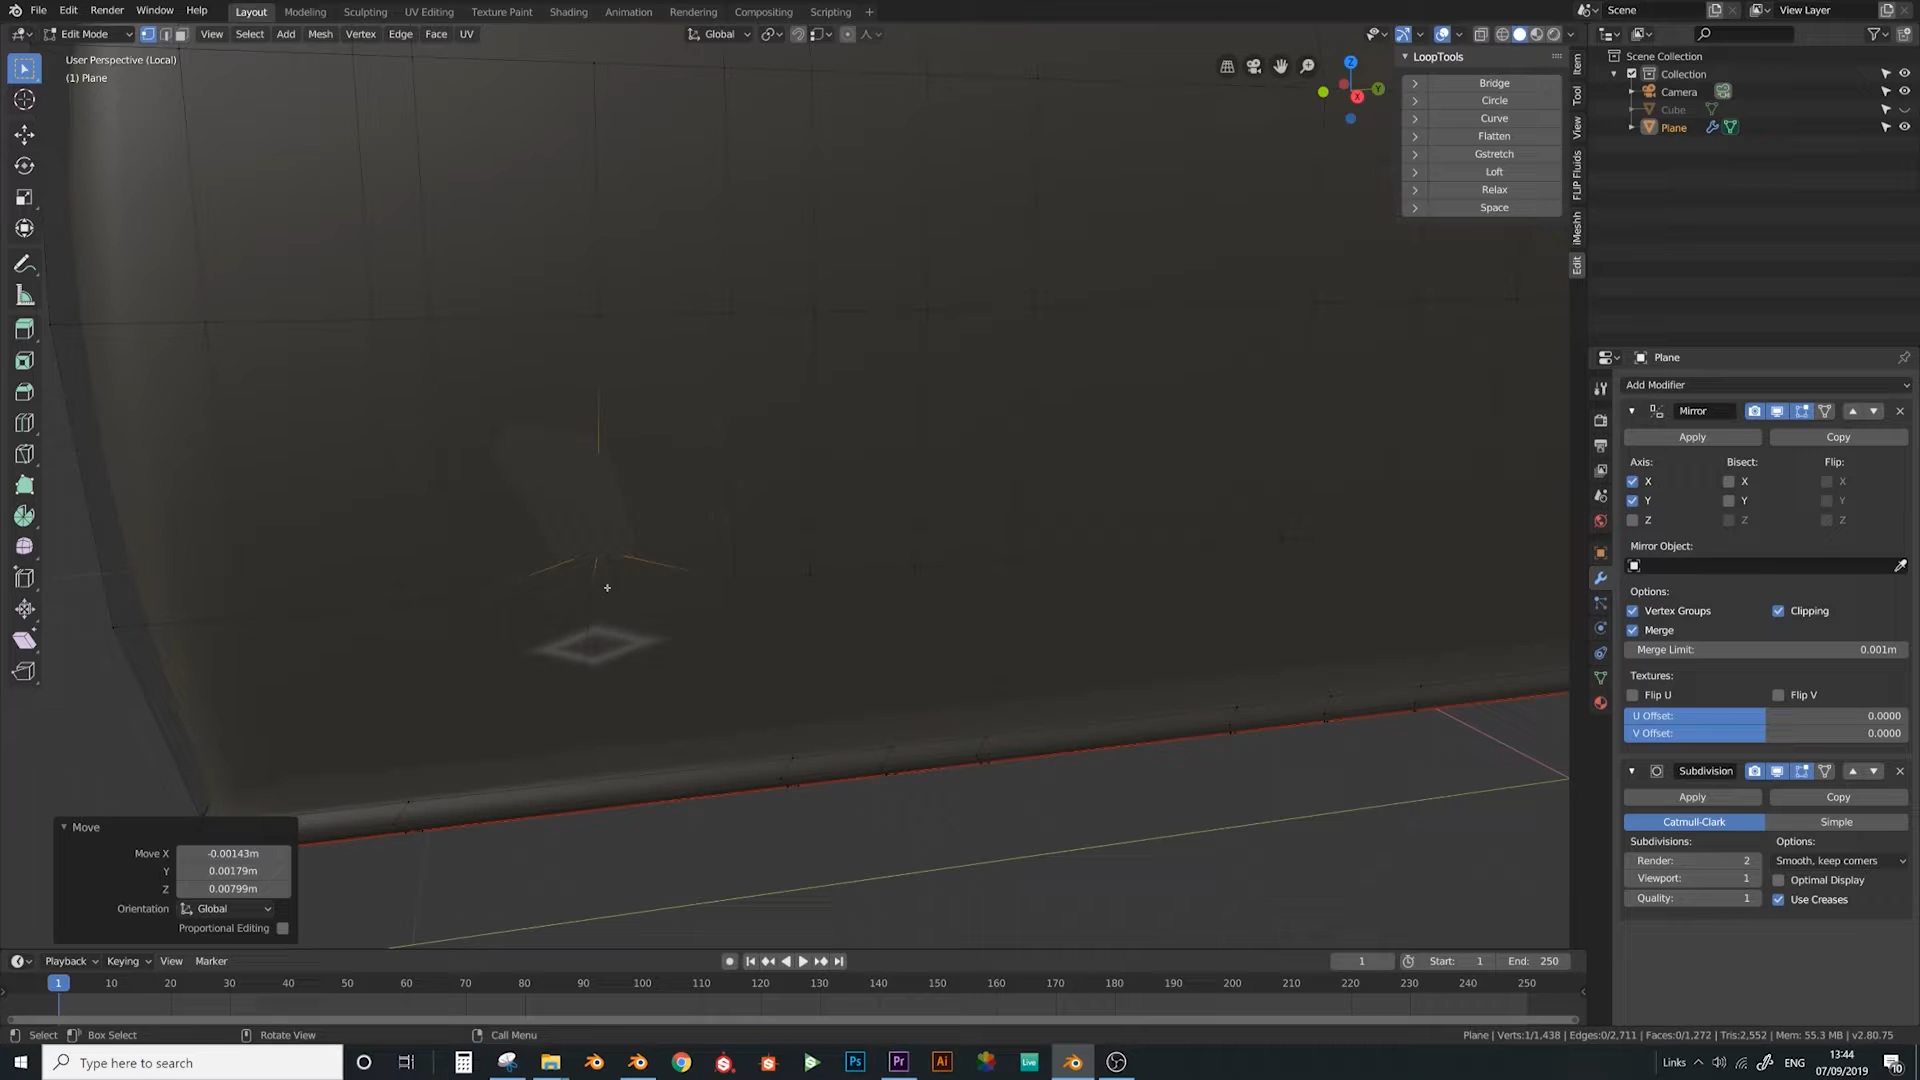 File Edit Render Window Help Layout Modeling Sculpting UV Editing Texture Paint Shading Animation Rendering Compositing Scripting + Scene View Layer
Edit Mode View Select Add Mesh Vertex Edge Face UV Global
User Perspective (Local)
(1) Plane
LoopTools
Bridge
Circle
Curve
Flatten
Gstretch
Loft
Relax
Space
Z
Y
X
Item
Tool
View
FLIP Fluids
iMeshh
Edit
Scene Collection
Collection
Camera
Cube
Plane
Plane
Add Modifier
Mirror
Apply Copy
Axis: Bisect: Flip:
X X X
Y Y Y
Z Z Z
Mirror Object:
Options:
Vertex Groups Clipping
Merge
Merge Limit: 0.001m
Textures:
Flip U Flip V
U Offset: 0.0000
V Offset: 0.0000
Subdivision
Apply Copy
Catmull-Clark Simple
Subdivisions: Options:
Render: 2 Smooth, keep corners
Viewport: 1 Optimal Display
Quality: 1 Use Creases
Move
Move X -0.00143m
Y 0.00179m
Z 0.00799m
Orientation Global
Proportional Editing
Playback Keying View Marker 1 Start: 1 End: 250
1 10 20 30 40 50 60 70 80 90 100 110 120 130 140 150 160 170 180 190 200 210 220 230 240 250
Select Box Select Rotate View Call Menu Plane | Verts:1/1,438 | Edges:0/2,711 | Faces:0/1,272 | Tris:2,552 | Mem: 55.3 MB | v2.80.75
Type here to search Ps Pr Ai Live Links ENG 13:44
07/09/2019 10